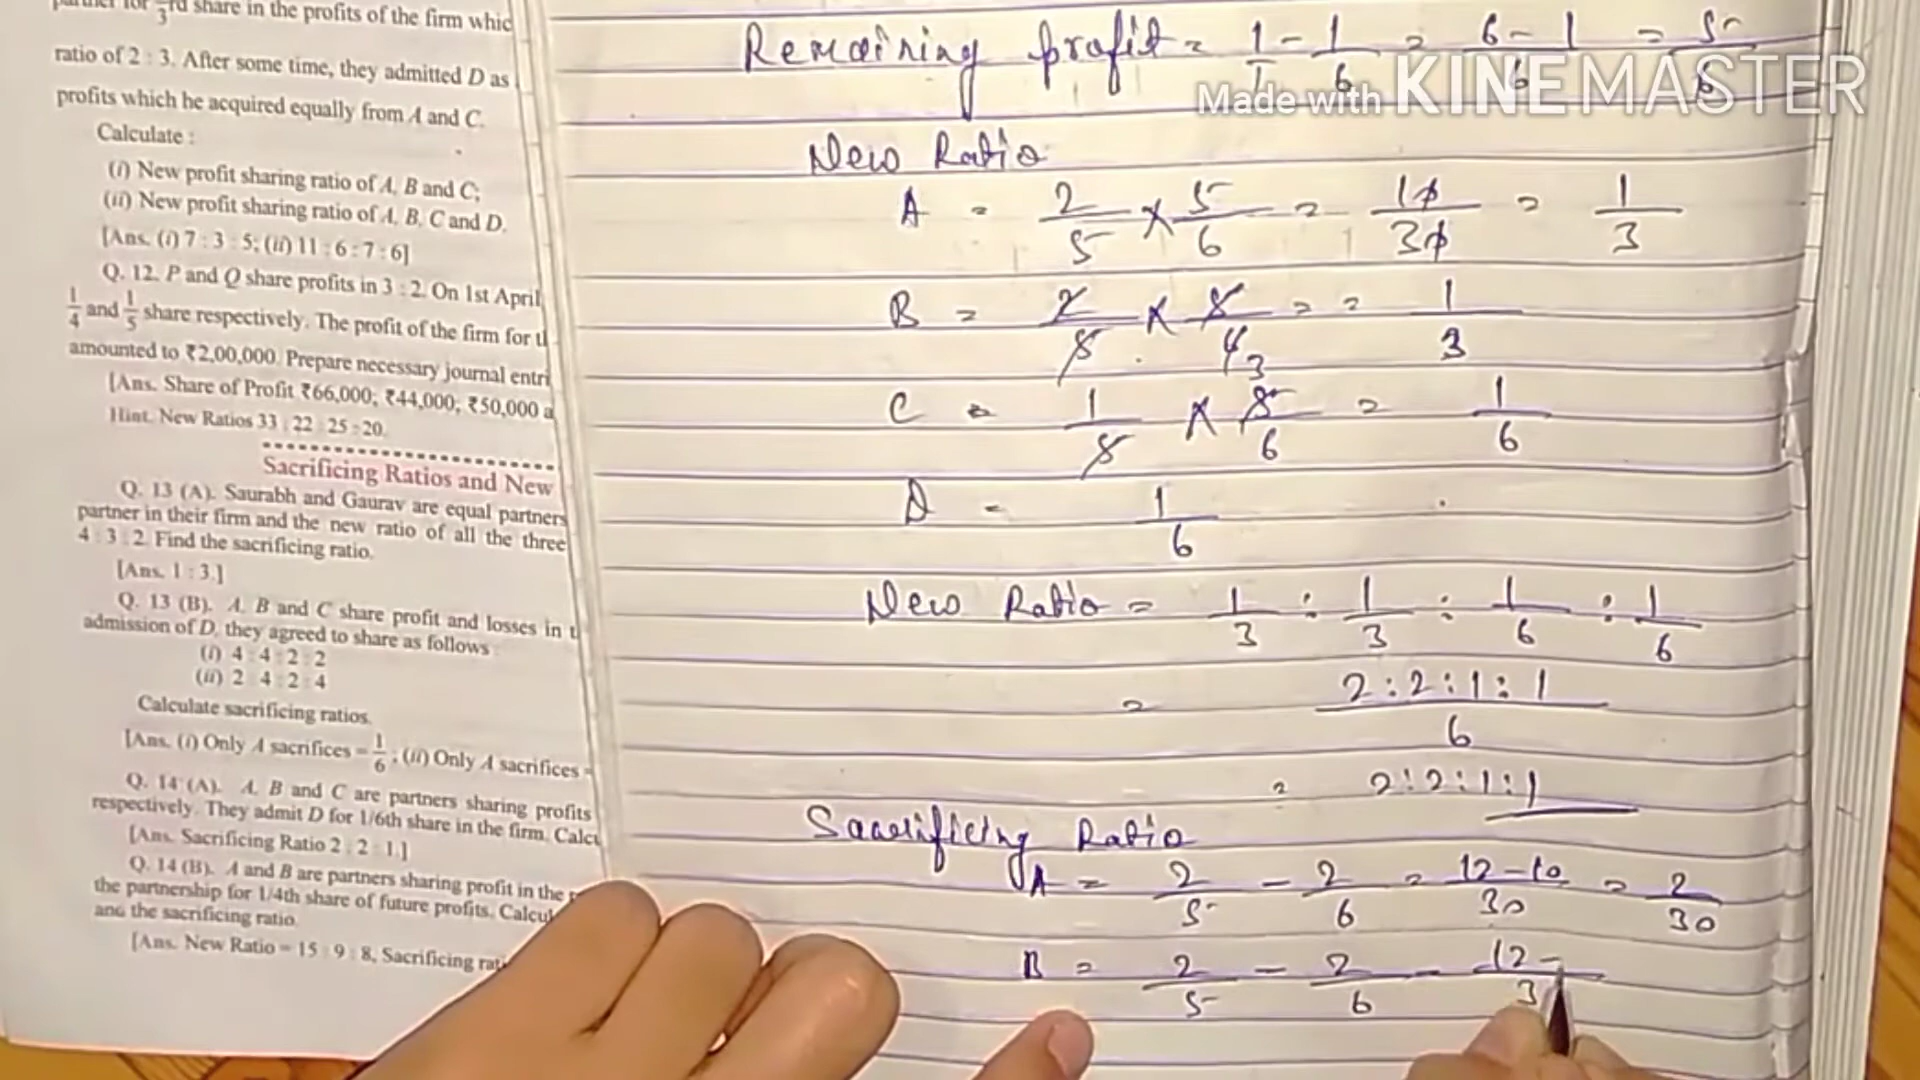 rd share in the profits of the firm whic
ratio of 2 : 3. After some time, they admitted D as
profits which he acquired equally from A and C.
Calculate :
(i) New profit sharing ratio of A, B and C;
(ii) New profit sharing ratio of A, B, C and D.
[Ans. (i) 7 : 3 : 5; (ii) 11 : 6 : 7 : 6]
Q. 12. P and Q share profits in 3 : 2. On 1st April
1/4 and 1/5 share respectively. The profit of the firm for
amounted to ₹2,00,000. Prepare necessary journal entri
[Ans. Share of Profit ₹66,000; ₹44,000; ₹50,000 a
Hint. New Ratios 33 : 22 : 25 : 20.
Sacrificing Ratios and New
Q. 13 (A). Saurabh and Gaurav are equal partners
partner in their firm and the new ratio of all the three
4 : 3 : 2. Find the sacrificing ratio.
[Ans. 1 : 3.]
Q. 13 (B). A, B and C share profit and losses in
admission of D, they agreed to share as follows
(i) 4 : 4 : 2 : 2
(ii) 2 : 4 : 2 : 4
Calculate sacrificing ratios.
[Ans. (i) Only A sacrifices = 1/6 ; (ii) Only A sacrifices =
Q. 14 (A). A, B and C are partners sharing profits
respectively. They admit D for 1/6th share in the firm. Calcu
[Ans. Sacrificing Ratio 2 : 2 : 1.]
Q. 14 (B). A and B are partners sharing profit in the
the partnership for 1/4th share of future profits. Calcul
and the sacrificing ratio.
[Ans. New Ratio = 15 : 9 : 8, Sacrificing rati
Remaining profit = 1/1 - 1/6 = 6-1/6 = 5/6
Made with KINEMASTER
New Ratio
A = 2/5 × 5/6 = 10/30 = 1/3
B = 2/5 × 5/6 3 = = 1/3
C = 1/5 × 5/6 = 1/6
D = 1/6
New Ratio = 1/3 : 1/3 : 1/6 : 1/6
= 2:2:1:1/6
= 2:2:1:1
Sacrificing Ratio
A = 2/5 - 2/6 = 12-10/30 = 2/30
B = 2/5 - 2/6 - 12-/3